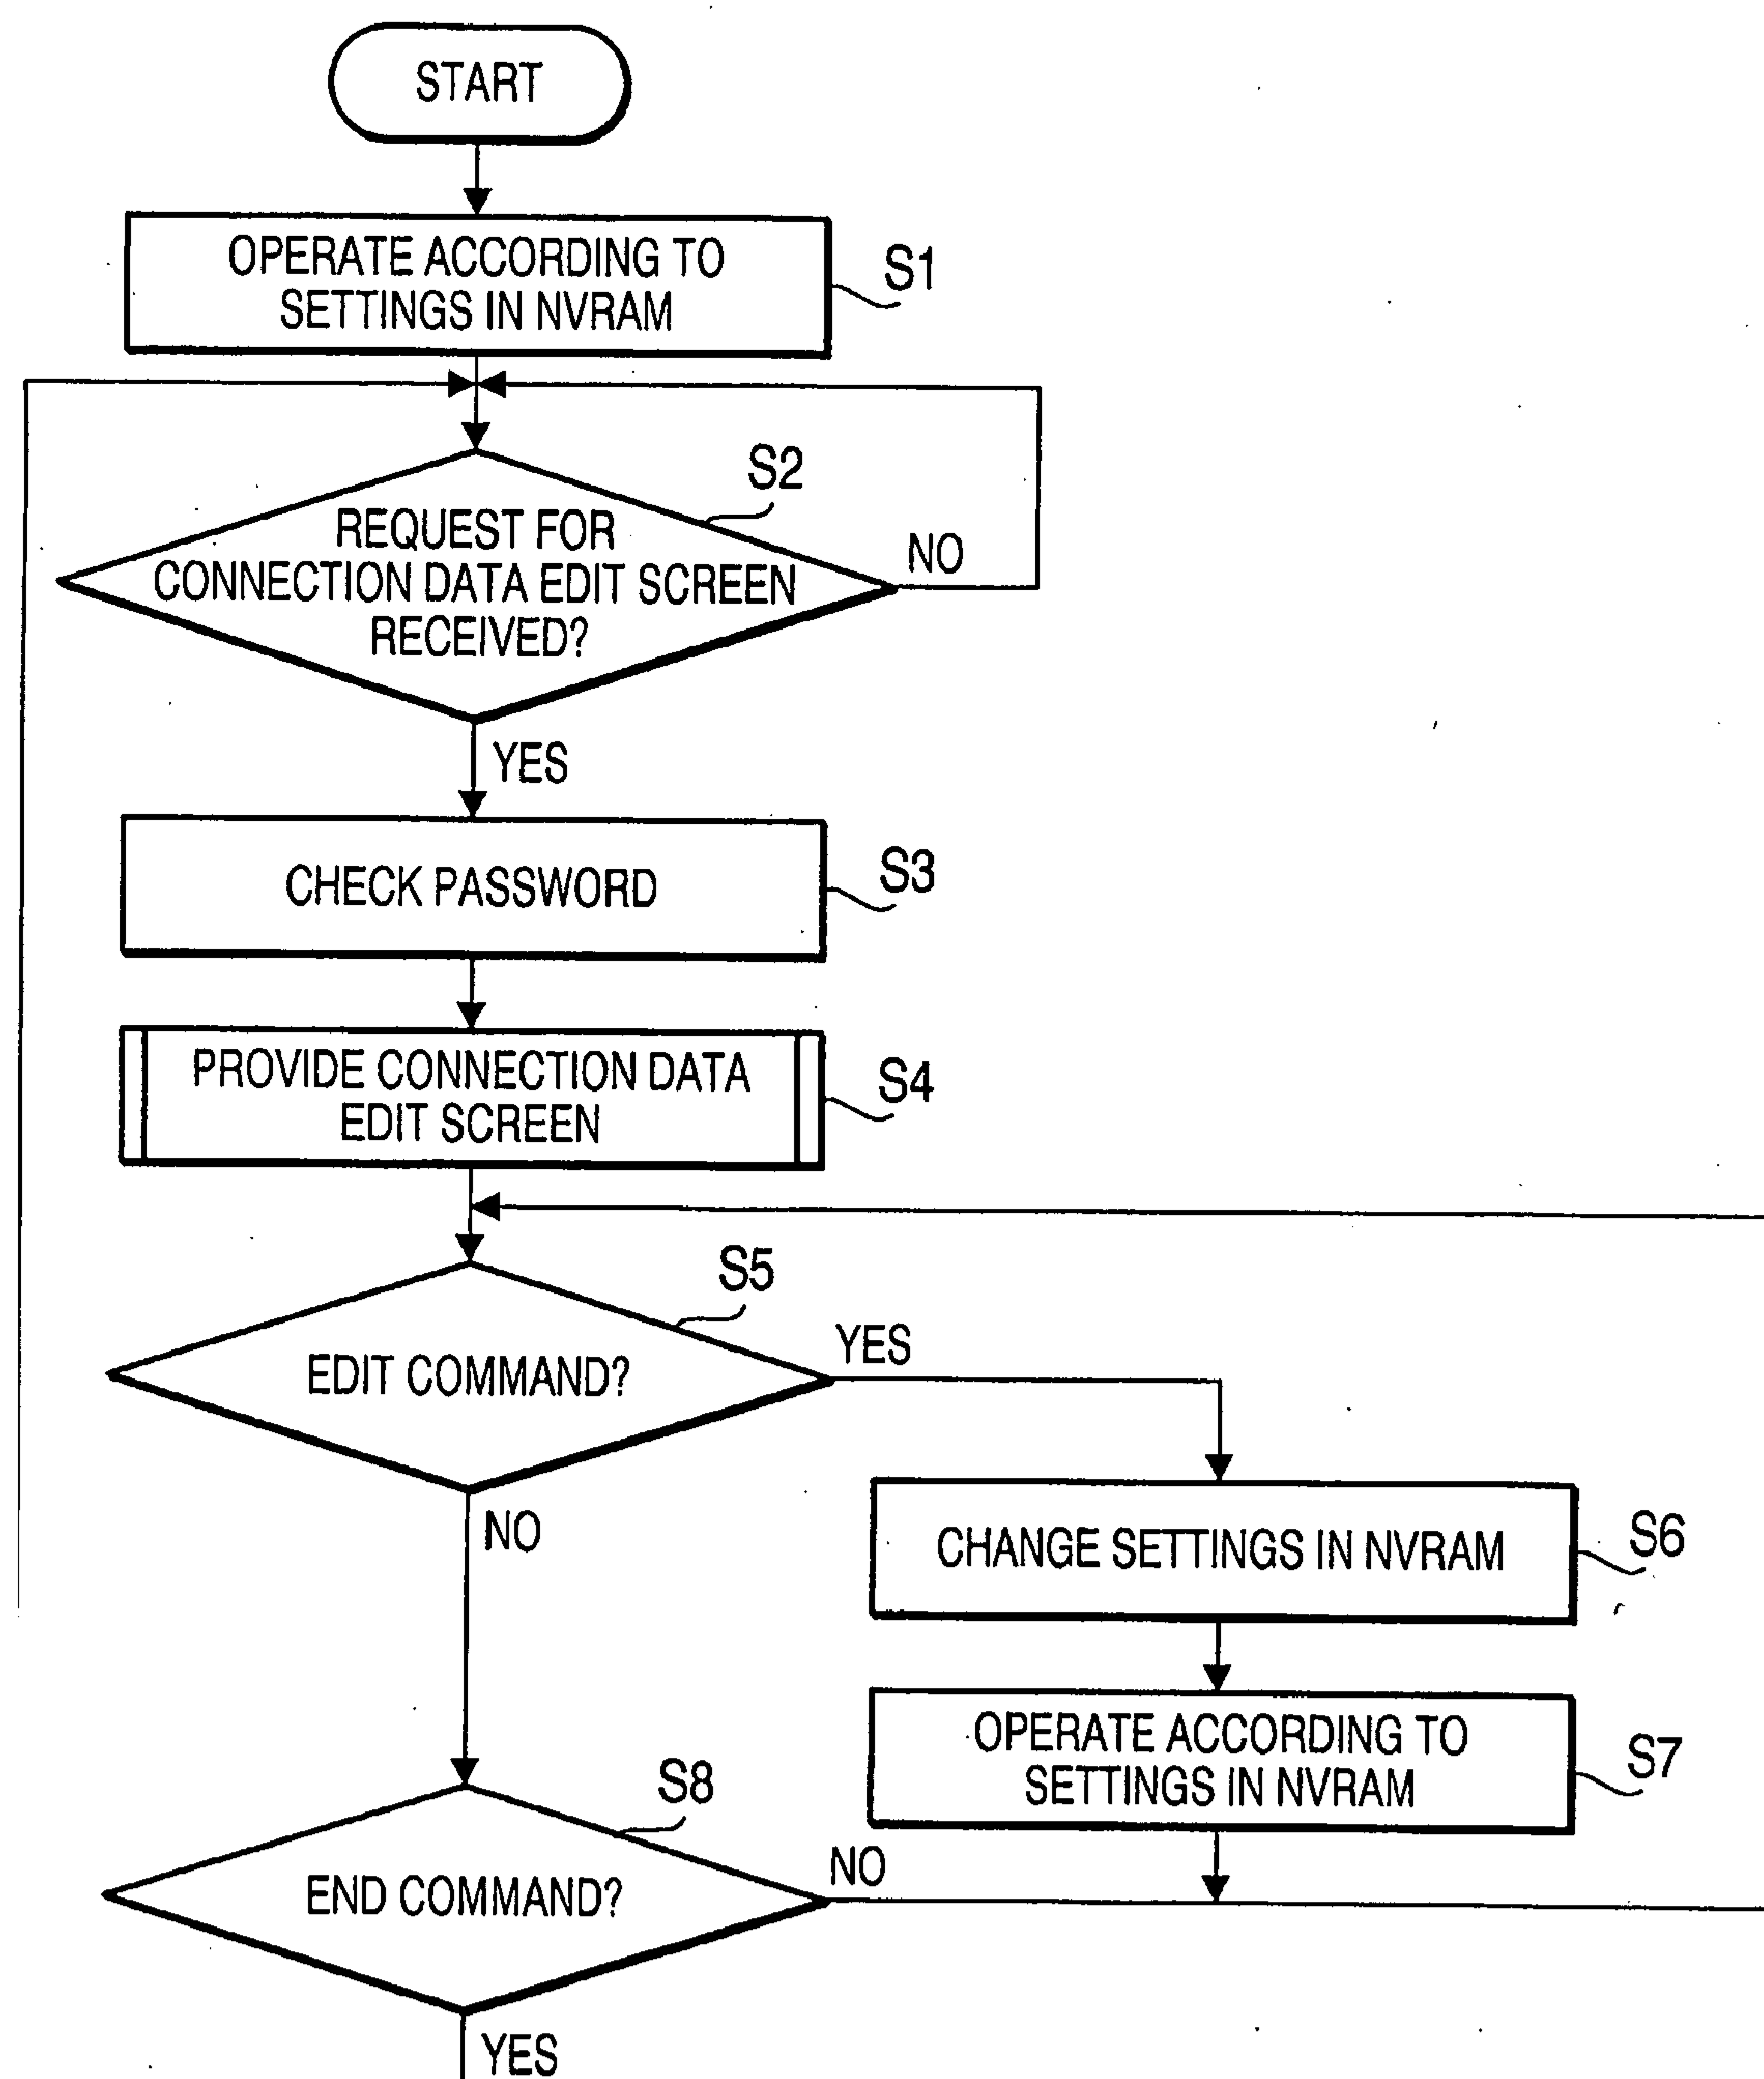 START
OPERATE ACCORDING TO
SETTINGS IN NVRAM
S1
S2
REQUEST FOR
CONNECTION DATA EDIT SCREEN
RECEIVED?
NO
YES
CHECK PASSWORD
S3
PROVIDE CONNECTION DATA
EDIT SCREEN
S4
S5
EDIT COMMAND?
YES
NO
CHANGE SETTINGS IN NVRAM
S6
OPERATE ACCORDING TO
SETTINGS IN NVRAM
S7
S8
END COMMAND?
NO
YES